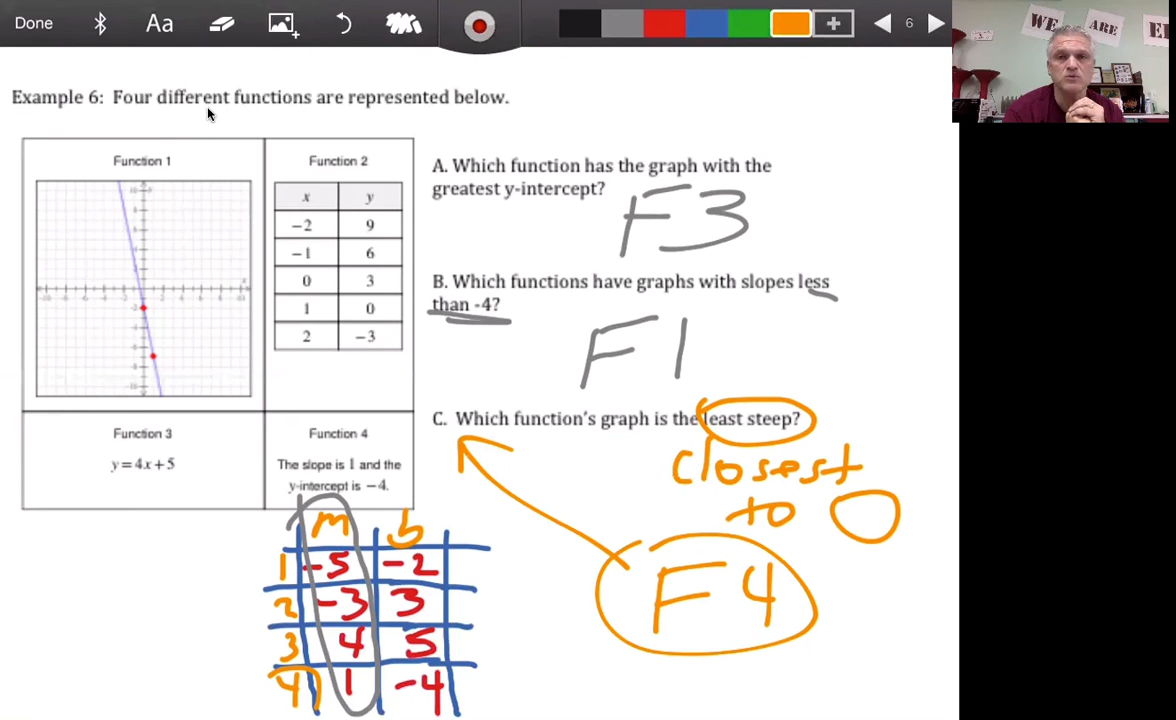 Done
Aa
6
WE ARE
Example 6: Four different functions are represented below.
Function 1
Function 2
x y
−2 9
−1 6
0 3
1 0
2 −3
Function 3
y=4x+5
Function 4
The slope is 1 and the
y-intercept is −4.
A. Which function has the graph with the
greatest y-intercept?
F3
B. Which functions have graphs with slopes less
than -4?
F1
C. Which function's graph is the least steep?
closest
to 0
F4
m b
1 -5 -2
2 -3 3
3 4 5
4 1 -4